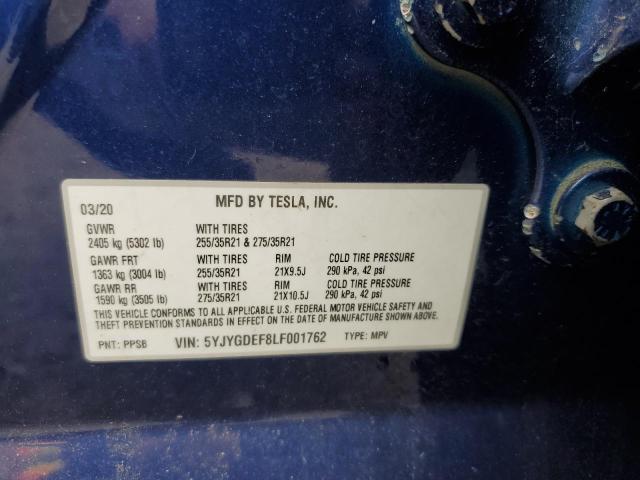 03/20 MFD BY TESLA, INC.
GVWR WITH TIRES
2405 kg (5302 lb) 255/35R21 & 275/35R21
GAWR FRT WITH TIRES RIM COLD TIRE PRESSURE
1363 kg (3004 lb) 255/35R21 21X9.5J 290 kPa, 42 psi
GAWR RR WITH TIRES RIM COLD TIRE PRESSURE
1590 kg (3505 lb) 275/35R21 21X10.5J 290 kPa, 42 psi
THIS VEHICLE CONFORMS TO ALL APPLICABLE U.S. FEDERAL MOTOR VEHICLE SAFETY AND
THEFT PREVENTION STANDARDS IN EFFECT ON THE DATE OF MANUFACTURE SHOWN ABOVE.
PNT: PPSB VIN: 5YJYGDEF8LF001762 TYPE: MPV